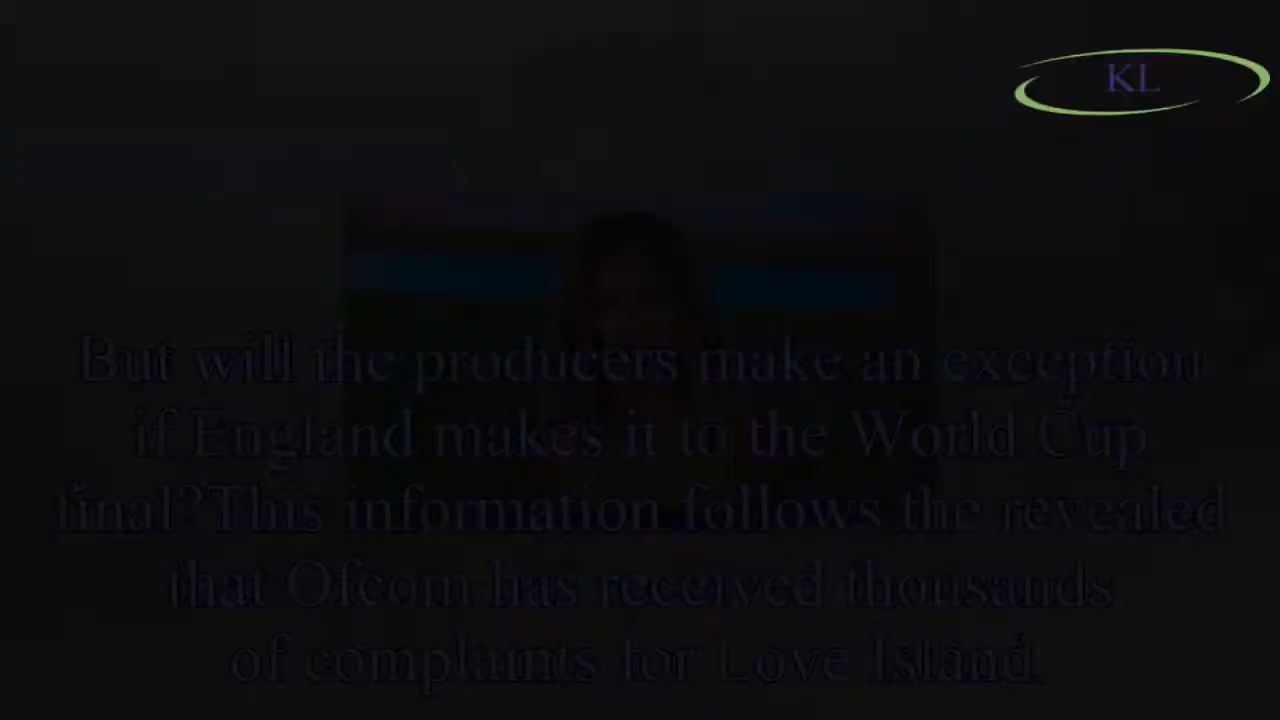 KL
But will the producers make an exception
if England makes it to the World Cup
final?This information follows the revealed
that Ofcom has received thousands
of complaints for Love Island.